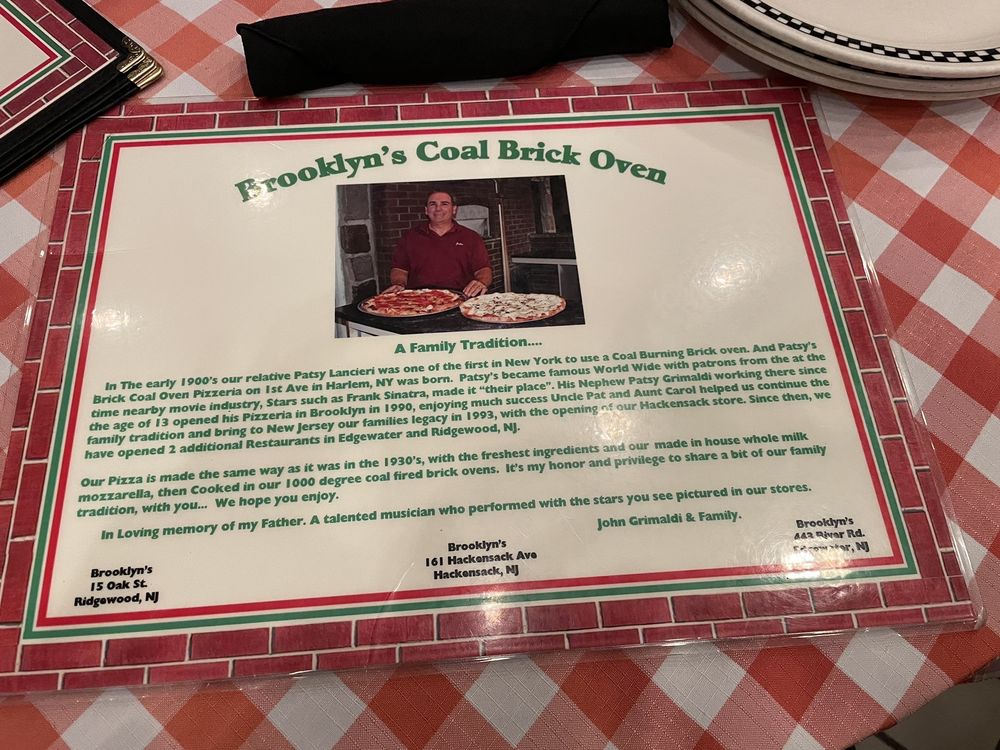 Brooklyn's Coal Brick Oven
A Family Tradition....
In The early 1900's our relative Patsy Lancieri was one of the first in New York to use a Coal Burning Brick oven. And Patsy's
Brick Coal Oven Pizzeria on 1st Ave in Harlem, NY was born. Patsy's became famous World Wide with patrons from the at the
time nearby movie industry, Stars such as Frank Sinatra, made it "their place". His Nephew Patsy Grimaldi working there since
the age of 13 opened his Pizzeria in Brooklyn in 1990, enjoying much success Uncle Pat and Aunt Carol helped us continue the
family tradition and bring to New Jersey our families legacy in 1993, with the opening of our Hackensack store. Since then, we
have opened 2 additional Restaurants in Edgewater and Ridgewood, NJ.
Our Pizza is made the same way as it was in the 1930's, with the freshest ingredients and our made in house whole milk
mozzarella, then Cooked in our 1000 degree coal fired brick ovens. It's my honor and privilege to share a bit of our family
tradition, with you... We hope you enjoy.
In Loving memory of my Father. A talented musician who performed with the stars you see pictured in our stores.
John Grimaldi & Family.
Brooklyn's
15 Oak St.
Ridgewood, NJ
Brooklyn's
161 Hackensack Ave
Hackensack, NJ
Brooklyn's
443 River Rd.
Edgewater, NJ